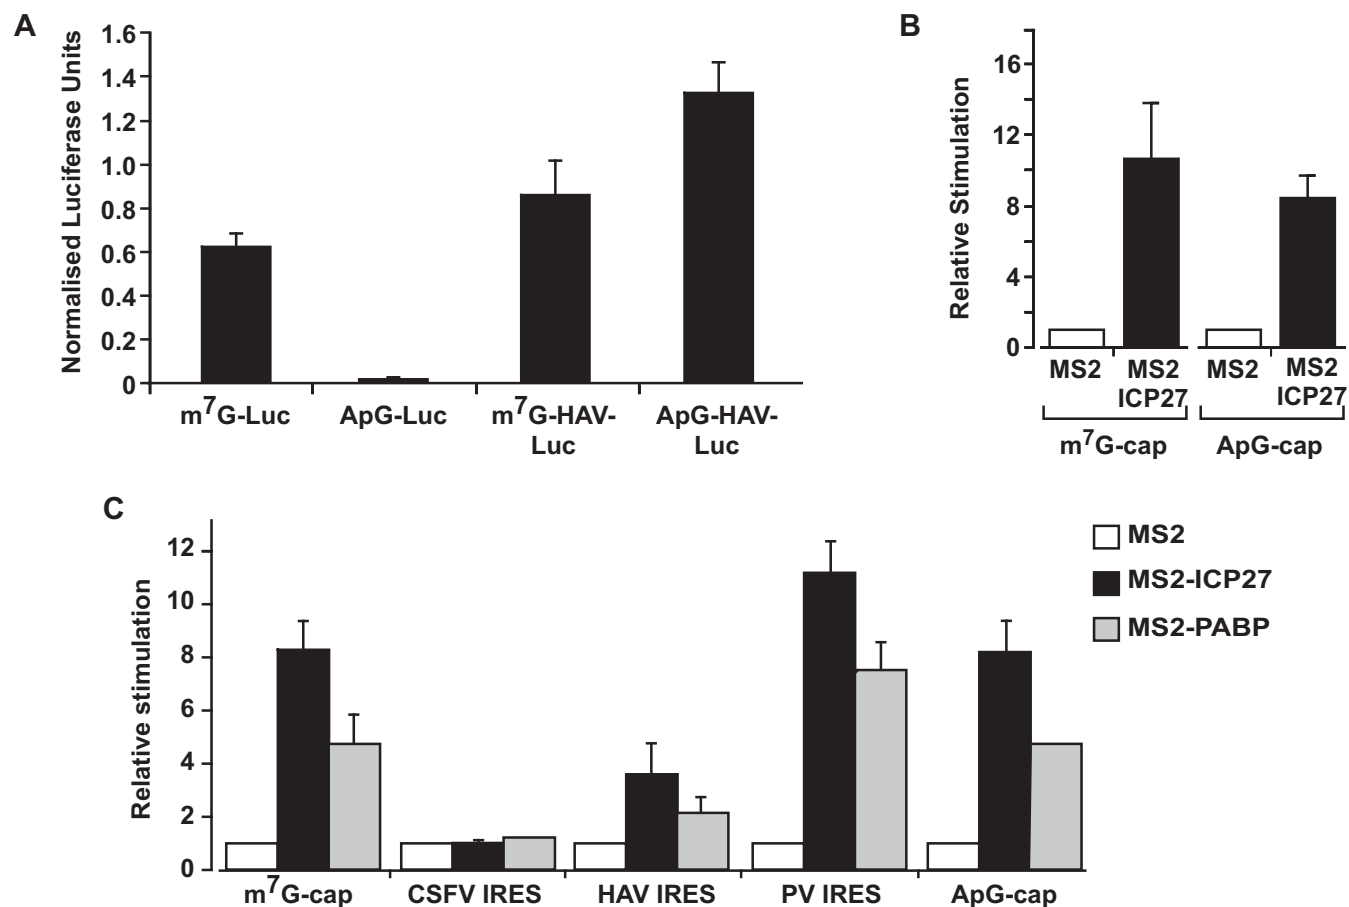 A
Normalised Luciferase Units
1.6
1.4
1.2
1.0
0.8
0.6
0.4
0.2
0
m⁷G-Luc
ApG-Luc
m⁷G-HAV-
Luc
ApG-HAV-
Luc
B
Relative Stimulation
16
12
8
4
0
MS2
MS2
ICP27
MS2
MS2
ICP27
m⁷G-cap
ApG-cap
C
Relative stimulation
12
10
8
6
4
2
0
m⁷G-cap
CSFV IRES
HAV IRES
PV IRES
ApG-cap
MS2
MS2-ICP27
MS2-PABP